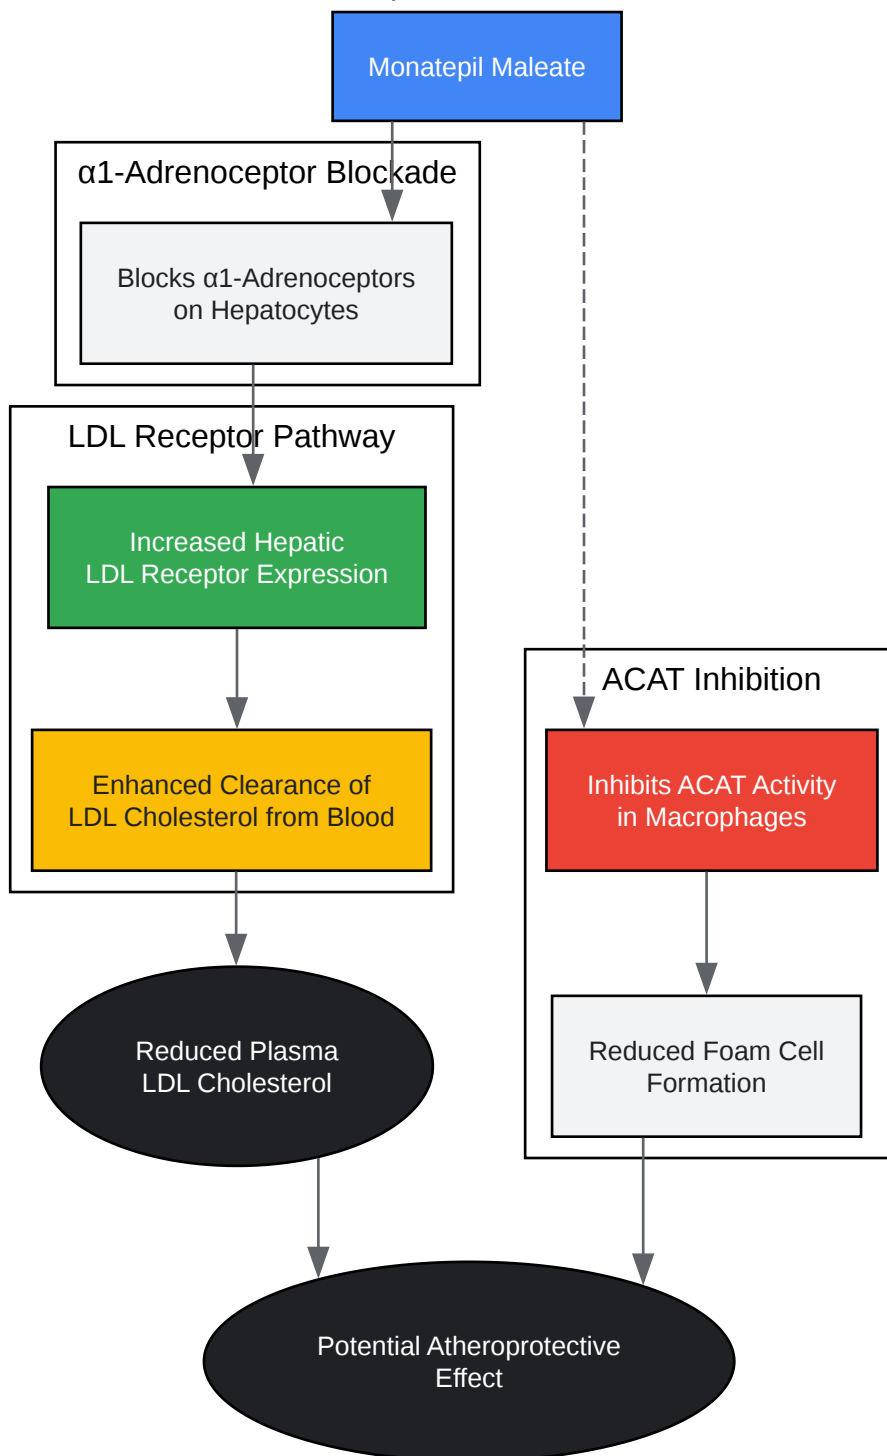 Monatepil Maleate
α1-Adrenoceptor Blockade
Blocks α1-Adrenoceptors
on Hepatocytes
LDL Receptor Pathway
Increased Hepatic
LDL Receptor Expression
ACAT Inhibition
Enhanced Clearance of
LDL Cholesterol from Blood
Inhibits ACAT Activity
in Macrophages
Reduced Plasma
LDL Cholesterol
Reduced Foam Cell
Formation
Potential Atheroprotective
Effect